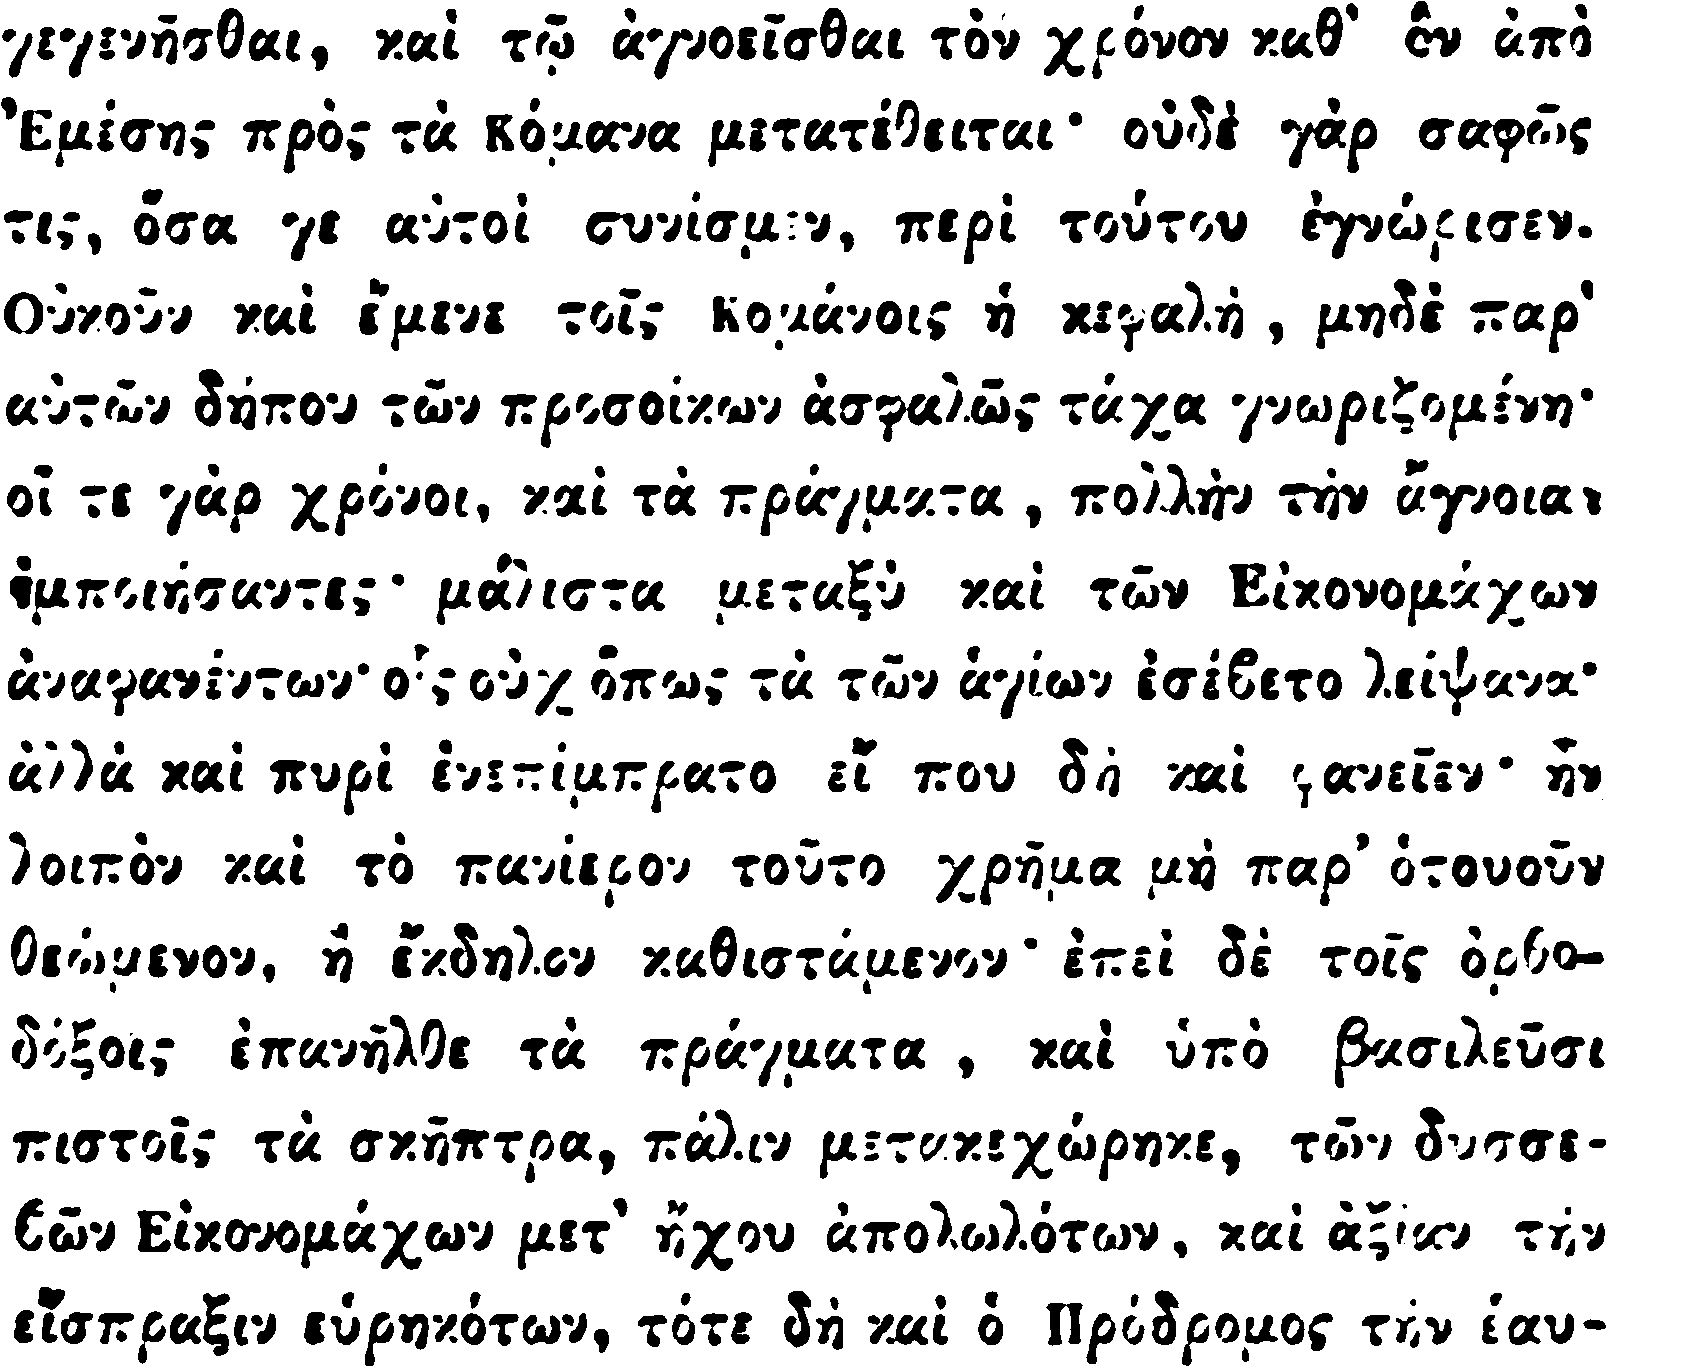 γεγενῆσθαι, καὶ τῷ ἀγνοεῖσθαι τὸν χρόνον καθ' ὃν ἀπὸ
Ἐμέσης πρὸς τὰ Κόμανα μετατέθειται· οὐδὲ γὰρ σαφῶς
τις, ὅσα γε αὐτοὶ συνίσμεν, περὶ τούτου ἐγνώρισεν.
Οὐκοῦν καὶ ἔμενε τοῖς Κομάνοις ἡ κεφαλὴ, μηδὲ παρ'
αὐτῶν δήπου τῶν προσοίκων ἀσφαλῶς τάχα γνωριζομένη·
οἵ τε γὰρ χρόνοι, καὶ τὰ πράγματα, πολλὴν τὴν ἄγνοιαν
ἐμποιήσαντες· μάλιστα μεταξὺ καὶ τῶν Εἰκονομάχων
ἀναφανέντων· οἷς οὐχ ὅπως τὰ τῶν ἁγίων ἐσέβετο λείψανα·
ἀλλὰ καὶ πυρὶ ἐνεπίμπρατο εἴ που δὴ καὶ φανεῖεν· ἦν
λοιπὸν καὶ τὸ πανίερον τοῦτο χρῆμα μὴ παρ' ὁτουοῦν
θεώμενον, ἢ ἔκδηλον καθιστάμενον· ἐπεὶ δὲ τοῖς ὀρθο-
δόξοις ἐπανῆλθε τὰ πράγματα, καὶ ὑπὸ βασιλεῦσι
πιστοῖς τὰ σκῆπτρα, πάλιν μετακεχώρηκε, τῶν δυσσε-
βῶν Εἰκονομάχων μετ' ἤχου ἀπολωλότων, καὶ ἀξίαν τὴν
εἴσπραξιν εὑρηκότων, τότε δὴ καὶ ὁ Πρόδρομος τὴν ἑαυ-